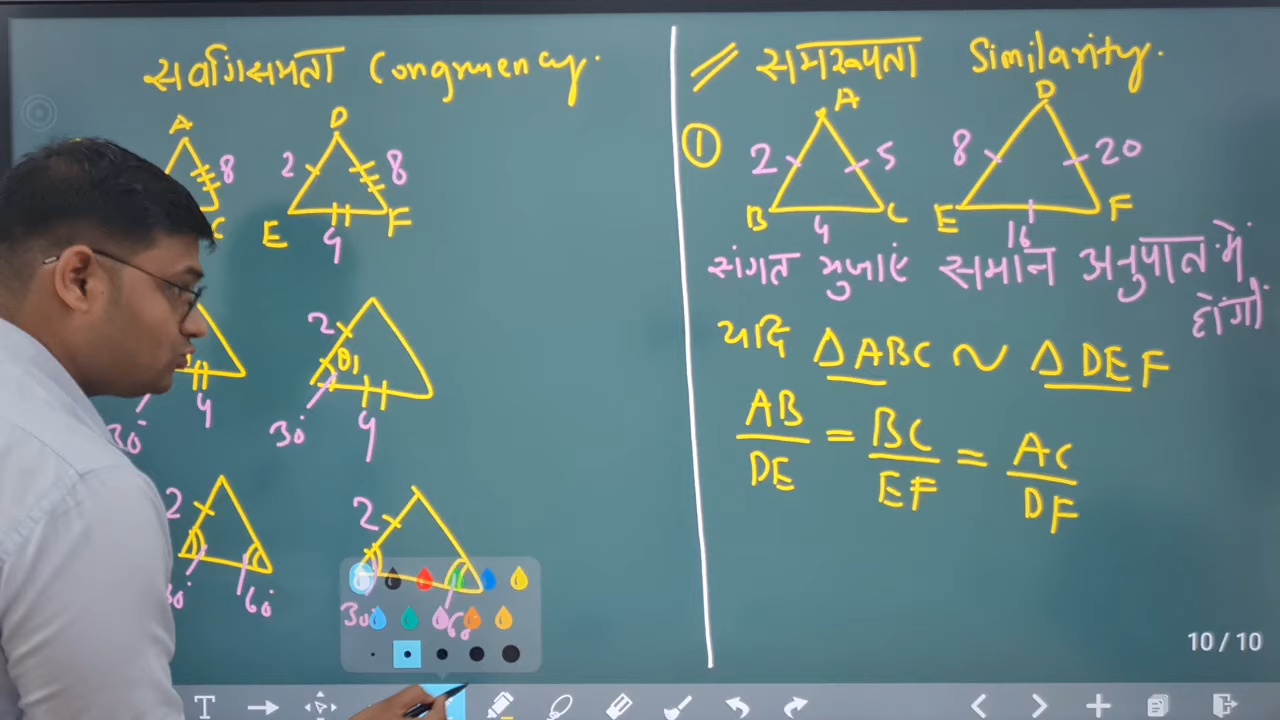 सर्वांगसमता Congruency.
A 8 C
D 2 8 E 4 F
2 θ1 4 30°
4 30°
2 30° 60°
2 30° 60°
// समरूपता Similarity.
① A 2 5 B 4 C
D 8 20 E 16 F
संगत भुजाएं समान अनुपात में
होंगी
यदि △ABC ~ △DEF
AB/DE = BC/EF = AC/DF
10 / 10
T